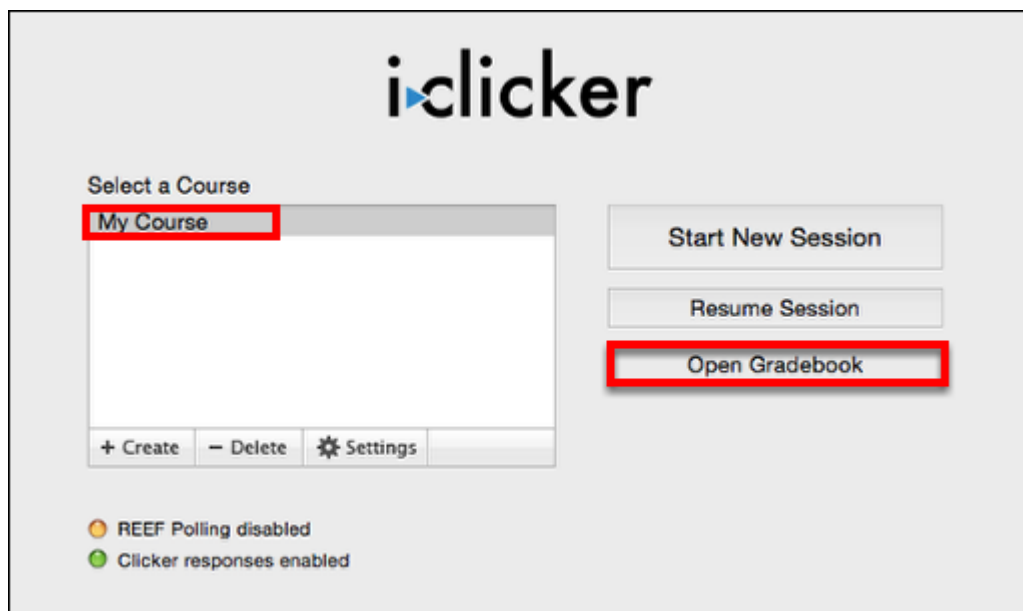 i>clicker
Select a Course
My Course
Start New Session
Resume Session
Open Gradebook
+ Create – Delete Settings
REEF Polling disabled
Clicker responses enabled